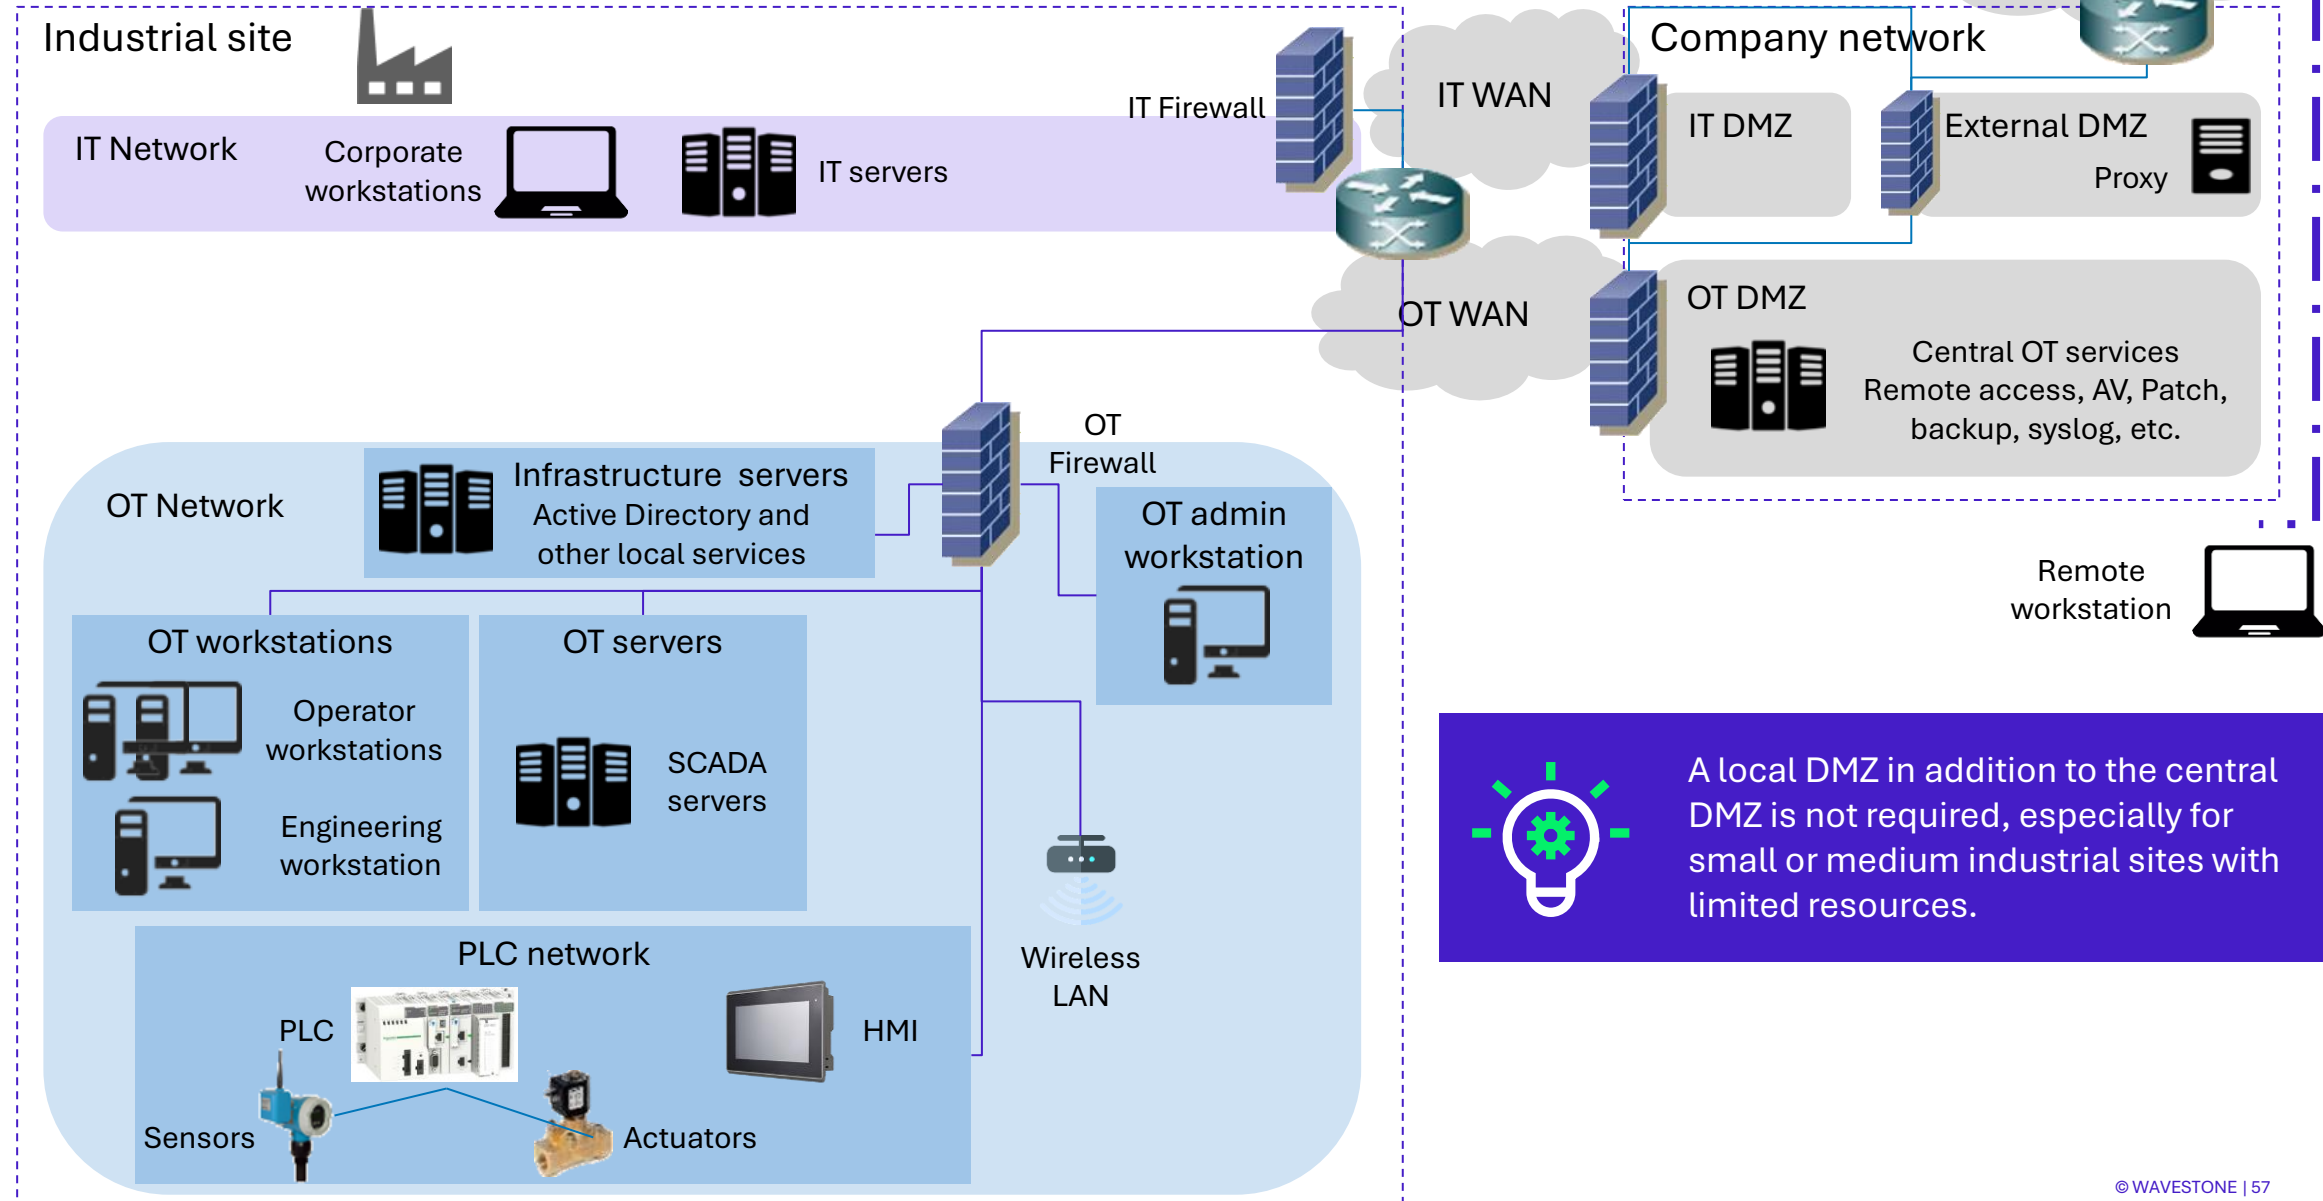 Industrial site
IT Network
Corporate
workstations
IT servers
IT Firewall
IT WAN
Company network
IT DMZ
External DMZ
Proxy
OT WAN
OT DMZ
Central OT services
Remote access, AV, Patch,
backup, syslog, etc.
OT
Firewall
OT Network
Infrastructure servers
Active Directory and
other local services
OT admin
workstation
Remote
workstation
OT workstations
Operator
workstations
Engineering
workstation
OT servers
SCADA
servers
Wireless
LAN
PLC network
PLC
HMI
Sensors
Actuators
A local DMZ in addition to the central
DMZ is not required, especially for
small or medium industrial sites with
limited resources.
© WAVESTONE | 57